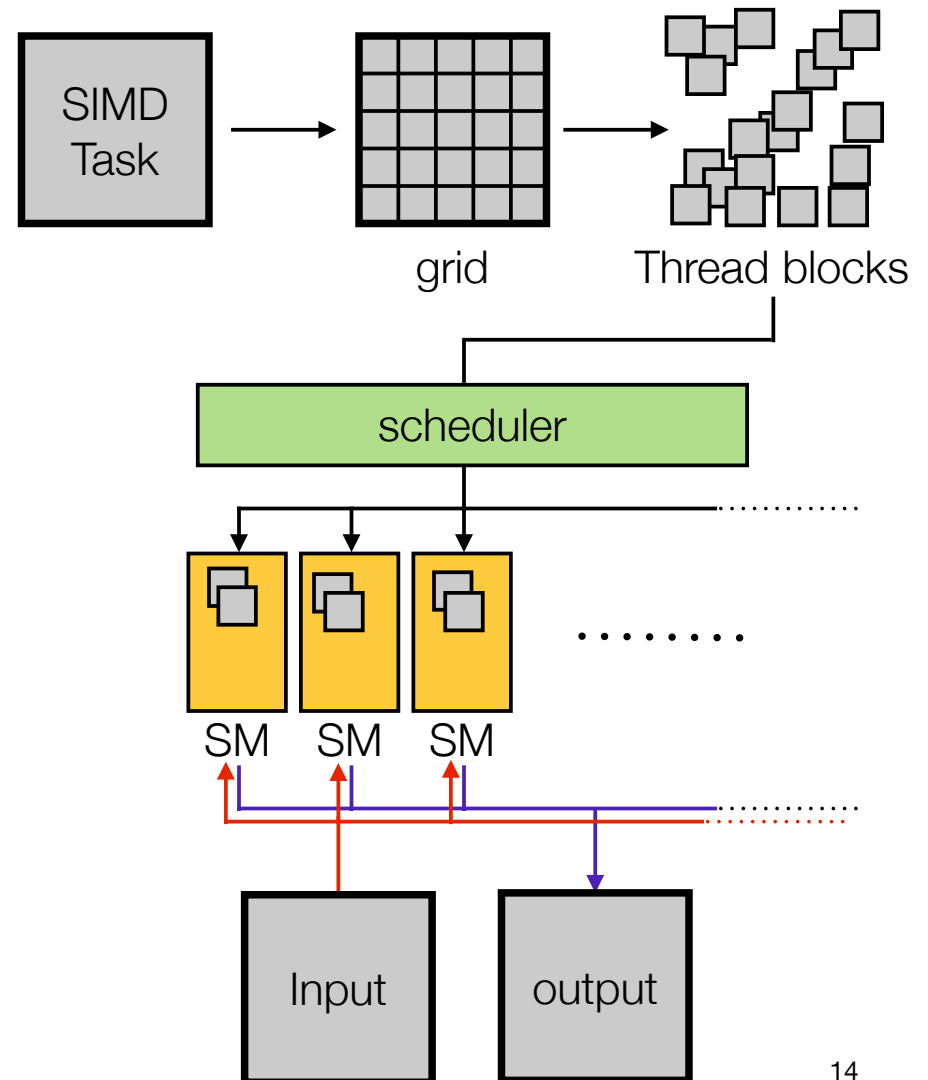 SIMD
Task
grid
Thread blocks
scheduler
SM
SM
SM
Input
output
14